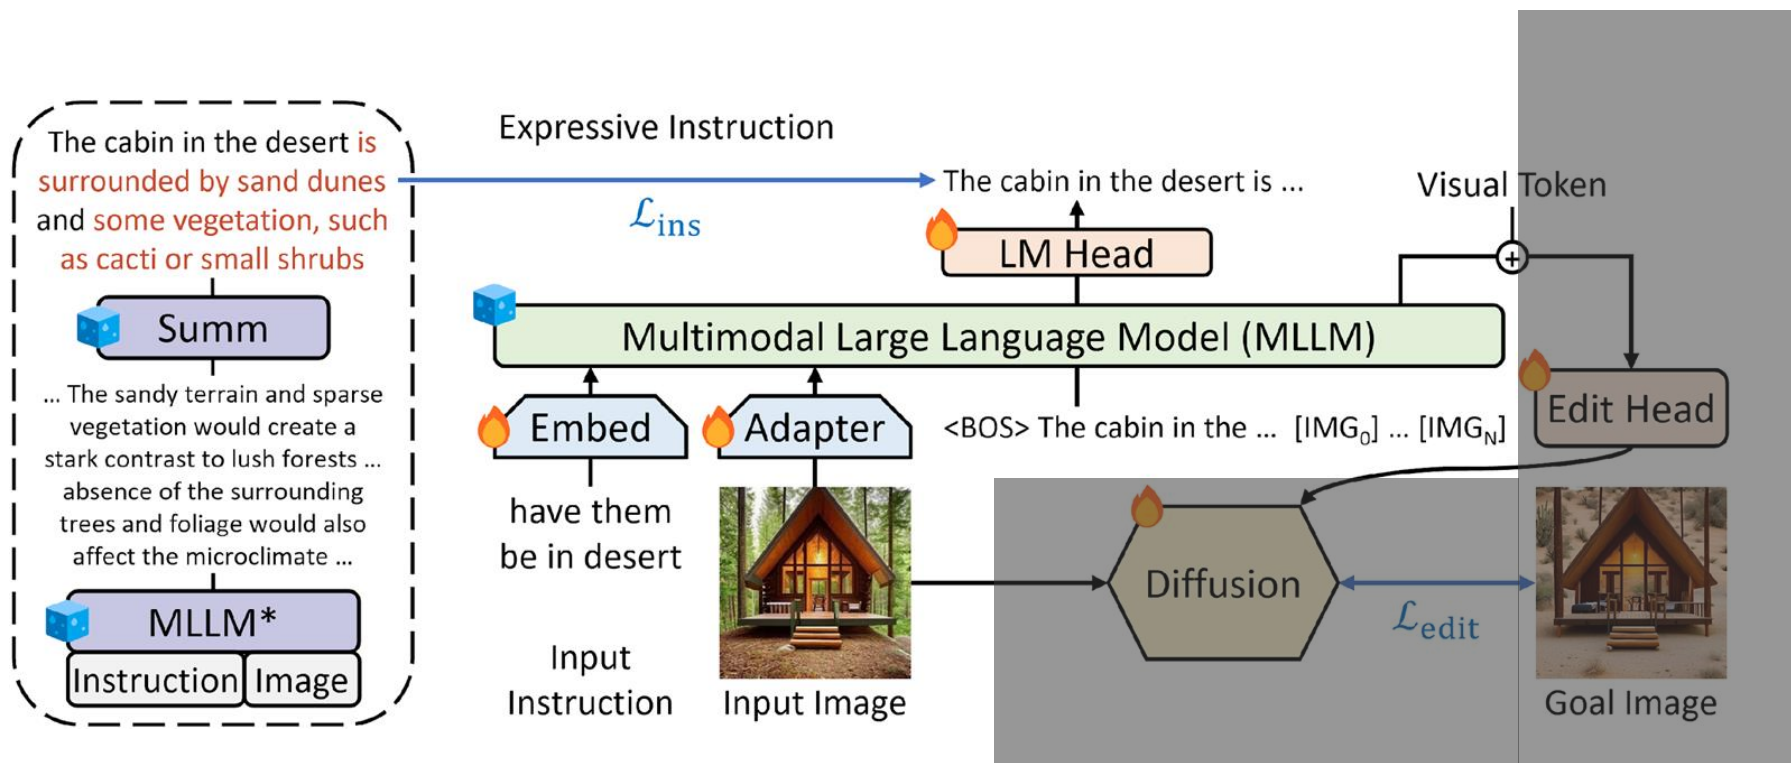 The cabin in the desert is
surrounded by sand dunes
and some vegetation, such
as cacti or small shrubs
Summ
... The sandy terrain and sparse
vegetation would create a
stark contrast to lush forests ...
absence of the surrounding
trees and foliage would also
affect the microclimate ...
MLLM*
Instruction
Image
Expressive Instruction
ℒins
The cabin in the desert is ...
LM Head
Visual Token
+
Multimodal Large Language Model (MLLM)
Embed
Adapter
<BOS> The cabin in the ... [IMG0] ... [IMGN]
Edit Head
have them
be in desert
Input
Instruction
Input Image
Diffusion
ℒedit
Goal Image